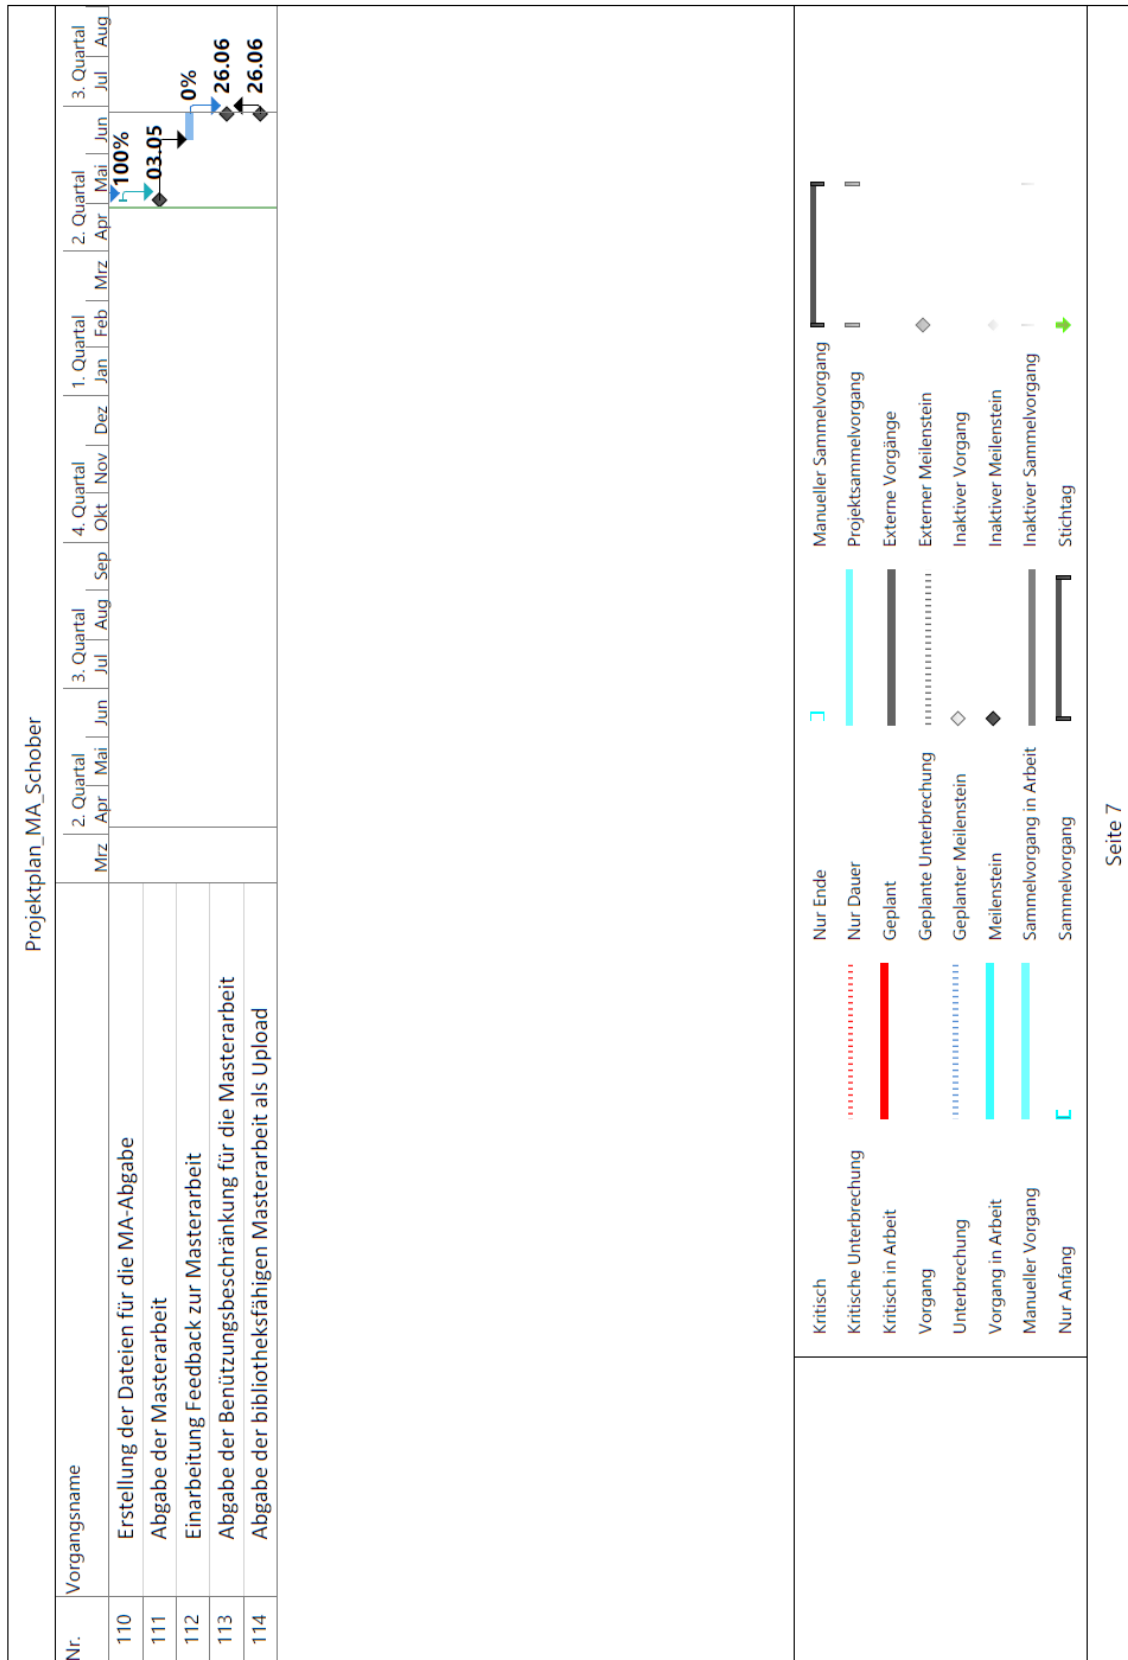 Projektplan_MA_Schober
Nr. Vorgangsname
2. Quartal 3. Quartal 4. Quartal 1. Quartal 2. Quartal 3. Quartal
Mrz Apr Mai Jun Jul Aug Sep Okt Nov Dez Jan Feb Mrz Apr Mai Jun Jul Aug
110 Erstellung der Dateien für die MA-Abgabe 100%
111 Abgabe der Masterarbeit 03.05
112 Einarbeitung Feedback zur Masterarbeit 0%
113 Abgabe der Benützungsbeschränkung für die Masterarbeit 26.06
114 Abgabe der bibliotheksfähigen Masterarbeit als Upload 26.06
Kritisch Nur Ende Manueller Sammelvorgang
Kritische Unterbrechung Nur Dauer Projektsammelvorgang
Kritisch in Arbeit Geplant Externe Vorgänge
Vorgang Geplante Unterbrechung Externer Meilenstein
Unterbrechung Geplanter Meilenstein Inaktiver Vorgang
Vorgang in Arbeit Meilenstein Inaktiver Meilenstein
Manueller Vorgang Sammelvorgang in Arbeit Inaktiver Sammelvorgang
Nur Anfang Sammelvorgang Stichtag
Seite 7